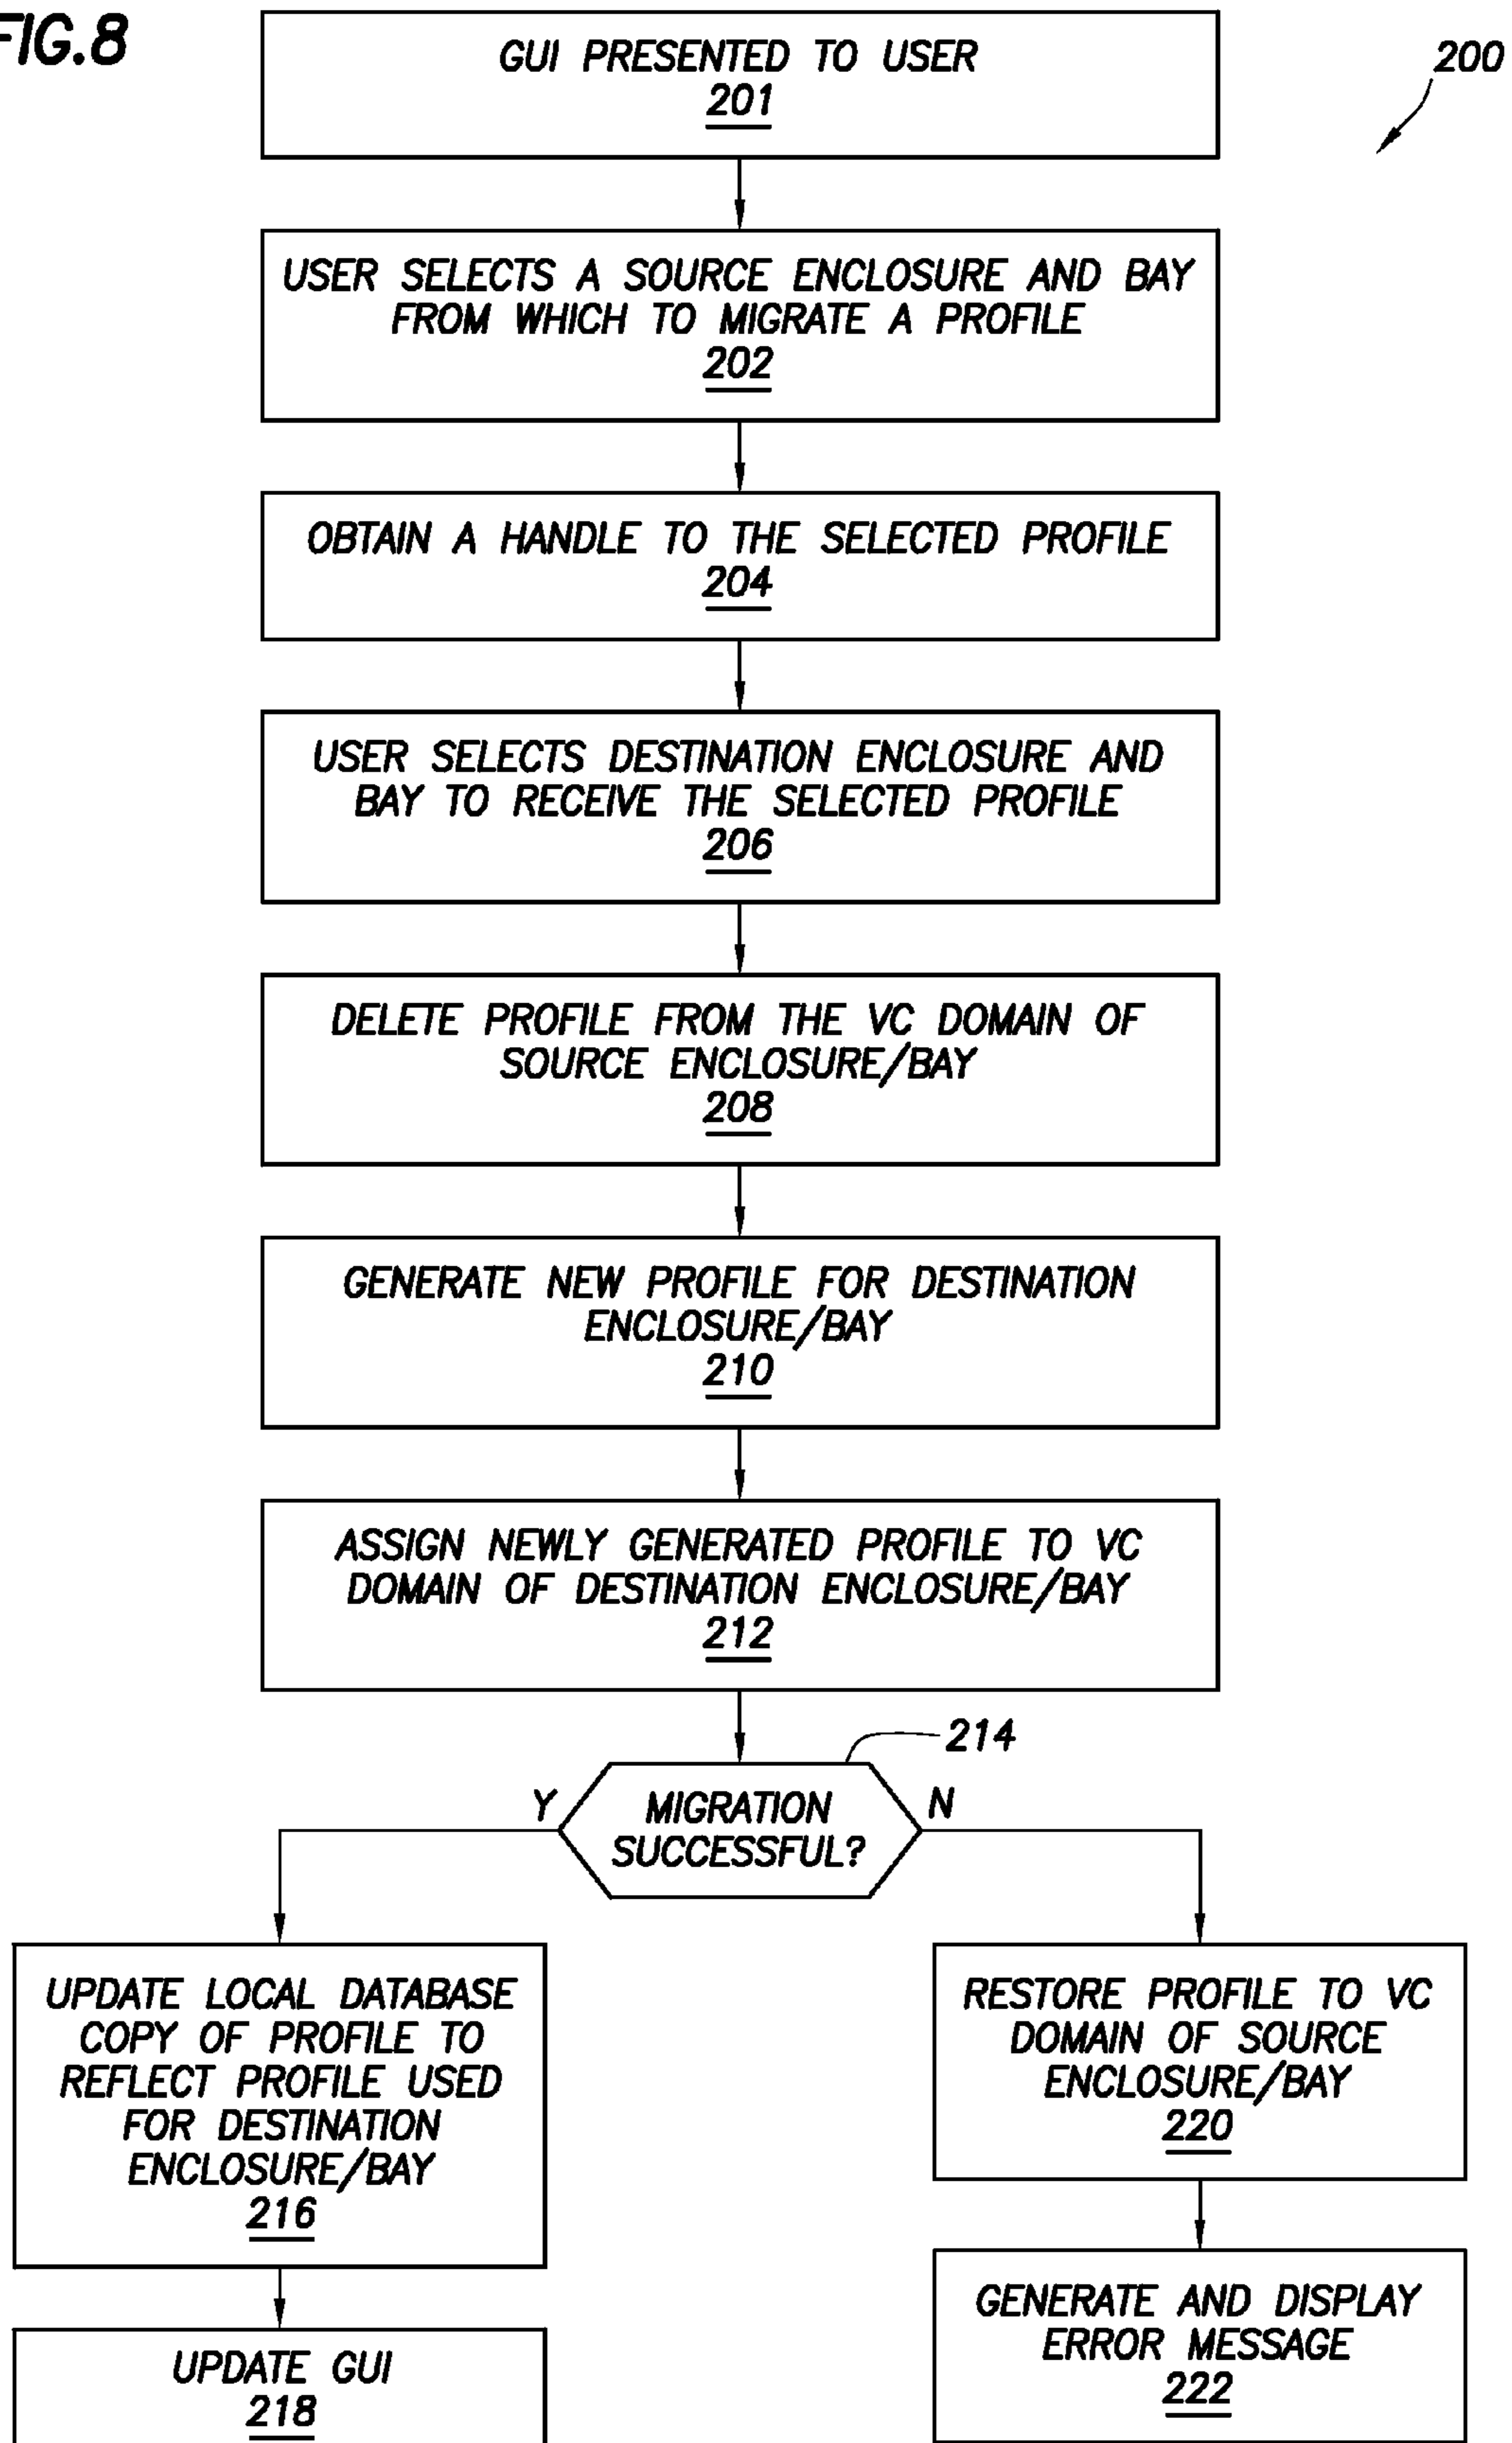 FIG.8
200
GUI PRESENTED TO USER
201
USER SELECTS A SOURCE ENCLOSURE AND BAY
FROM WHICH TO MIGRATE A PROFILE
202
OBTAIN A HANDLE TO THE SELECTED PROFILE
204
USER SELECTS DESTINATION ENCLOSURE AND
BAY TO RECEIVE THE SELECTED PROFILE
206
DELETE PROFILE FROM THE VC DOMAIN OF
SOURCE ENCLOSURE/BAY
208
GENERATE NEW PROFILE FOR DESTINATION
ENCLOSURE/BAY
210
ASSIGN NEWLY GENERATED PROFILE TO VC
DOMAIN OF DESTINATION ENCLOSURE/BAY
212
214
Y
MIGRATION
SUCCESSFUL?
N
UPDATE LOCAL DATABASE
COPY OF PROFILE TO
REFLECT PROFILE USED
FOR DESTINATION
ENCLOSURE/BAY
216
UPDATE GUI
218
RESTORE PROFILE TO VC
DOMAIN OF SOURCE
ENCLOSURE/BAY
220
GENERATE AND DISPLAY
ERROR MESSAGE
222